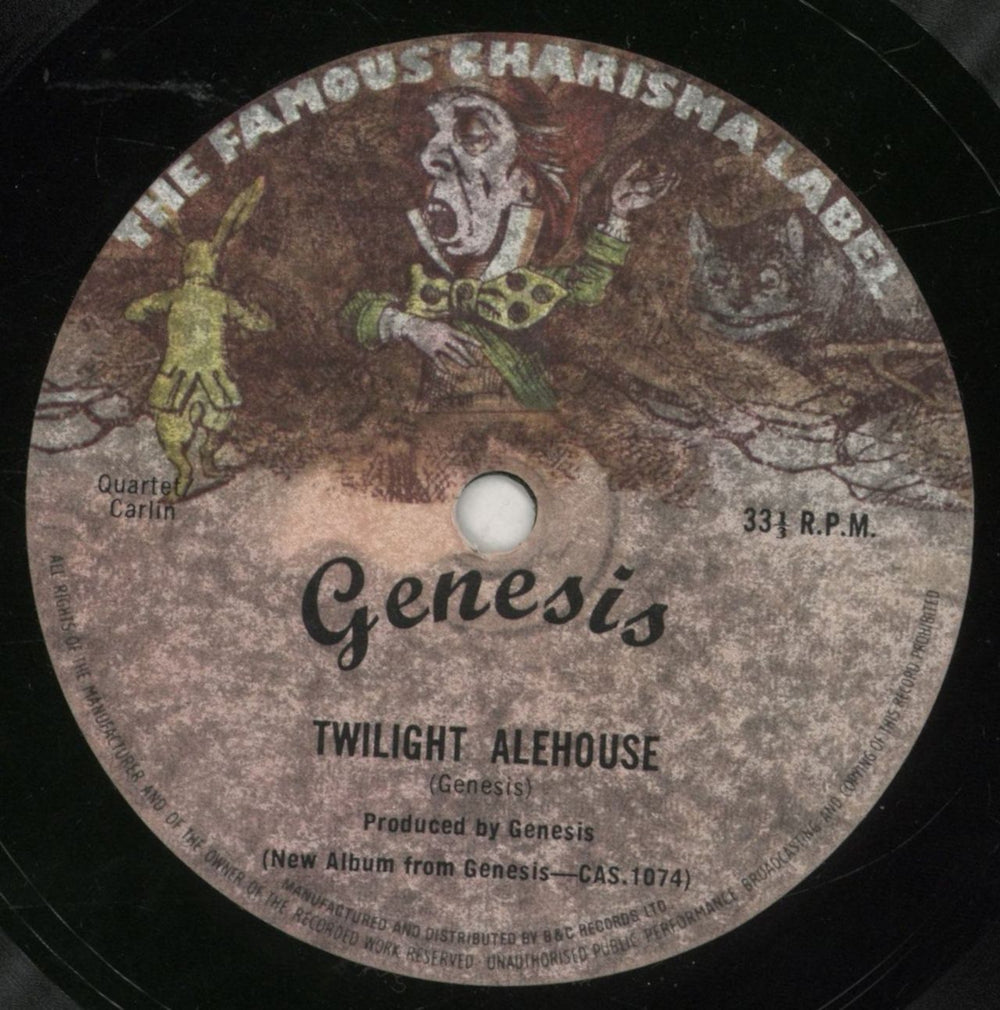 THE FAMOUS CHARISMA LABEL
Quartet
Carlin
33⅓ R.P.M.
Genesis
TWILIGHT ALEHOUSE
(Genesis)
Produced by Genesis
(New Album from Genesis—CAS.1074)
MANUFACTURED AND DISTRIBUTED BY B&C RECORDS LTD.
ALL RIGHTS OF THE MANUFACTURER AND OF THE OWNER OF THE RECORDED WORK RESERVED · UNAUTHORISED PUBLIC PERFORMANCE BROADCASTING AND COPYING OF THIS RECORD PROHIBITED